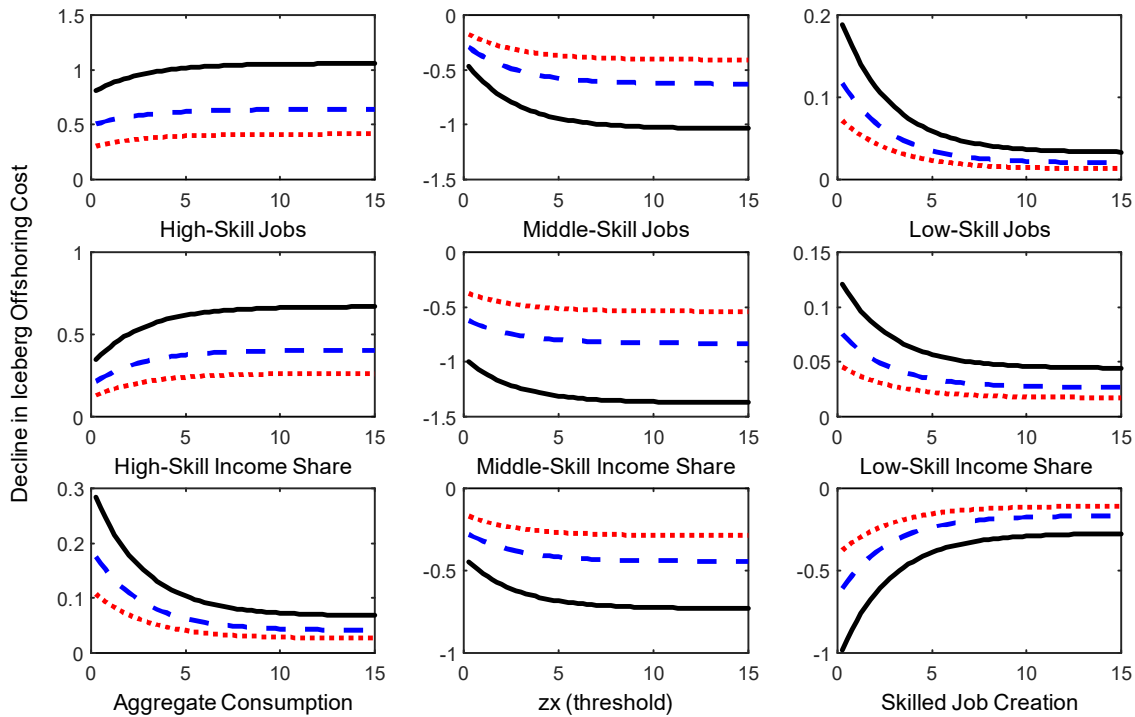 Decline in Iceberg Offshoring Cost
1.5
1
0.5
0
0 5 10 15
High-Skill Jobs
-0
-0.5
-1
-1.5
0 5 10 15
Middle-Skill Jobs
0.2
0.1
0
0 5 10 15
Low-Skill Jobs
1
0.5
0
0 5 10 15
High-Skill Income Share
-0
-0.5
-1
-1.5
0 5 10 15
Middle-Skill Income Share
0.15
0.1
0.05
0
0 5 10 15
Low-Skill Income Share
0.3
0.2
0.1
0
0 5 10 15
Aggregate Consumption
-0
-0.5
-1
0 5 10 15
zx (threshold)
-0
-0.5
-1
0 5 10 15
Skilled Job Creation